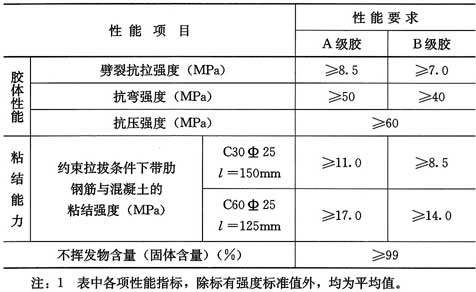 性能项目
性能要求
A级胶
B级胶
胶体性能
劈裂抗拉强度（MPa）
≥8.5
≥7.0
抗弯强度（MPa）
≥50
≥40
抗压强度（MPa）
≥60
粘结能力
约束拉拔条件下带肋
钢筋与混凝土的
粘结强度（MPa）
C30 Φ 25
l＝150mm
≥11.0
≥8.5
C60 Φ 25
l＝125mm
≥17.0
≥14.0
不挥发物含量（固体含量）（%）
≥99
注：1 表中各项性能指标，除标有强度标准值外，均为平均值。